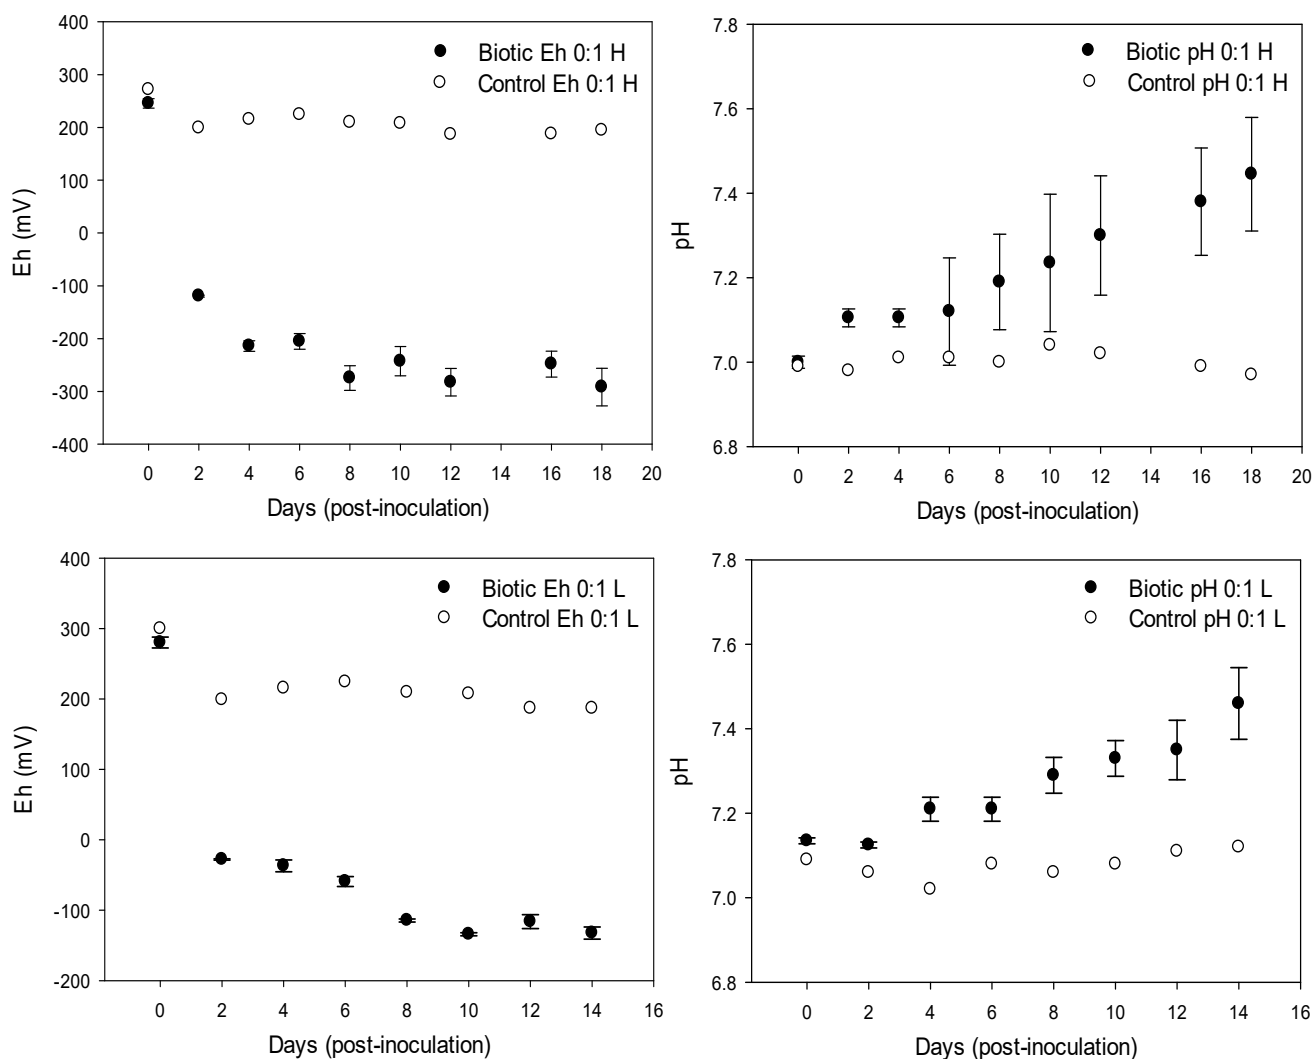 400
300
200
100
0
-100
-200
-300
-400
Eh (mV)
Biotic Eh 0:1 H
Control Eh 0:1 H
0 2 4 6 8 10 12 14 16 18 20
Days (post-inoculation)
7.8
7.6
7.4
7.2
7.0
6.8
pH
Biotic pH 0:1 H
Control pH 0:1 H
0 2 4 6 8 10 12 14 16 18 20
Days (post-inoculation)
400
300
200
100
0
-100
-200
Eh (mV)
Biotic Eh 0:1 L
Control Eh 0:1 L
0 2 4 6 8 10 12 14 16
Days (post-inoculation)
7.8
7.6
7.4
7.2
7.0
6.8
pH
Biotic pH 0:1 L
Control pH 0:1 L
0 2 4 6 8 10 12 14 16
Days (post-inoculation)